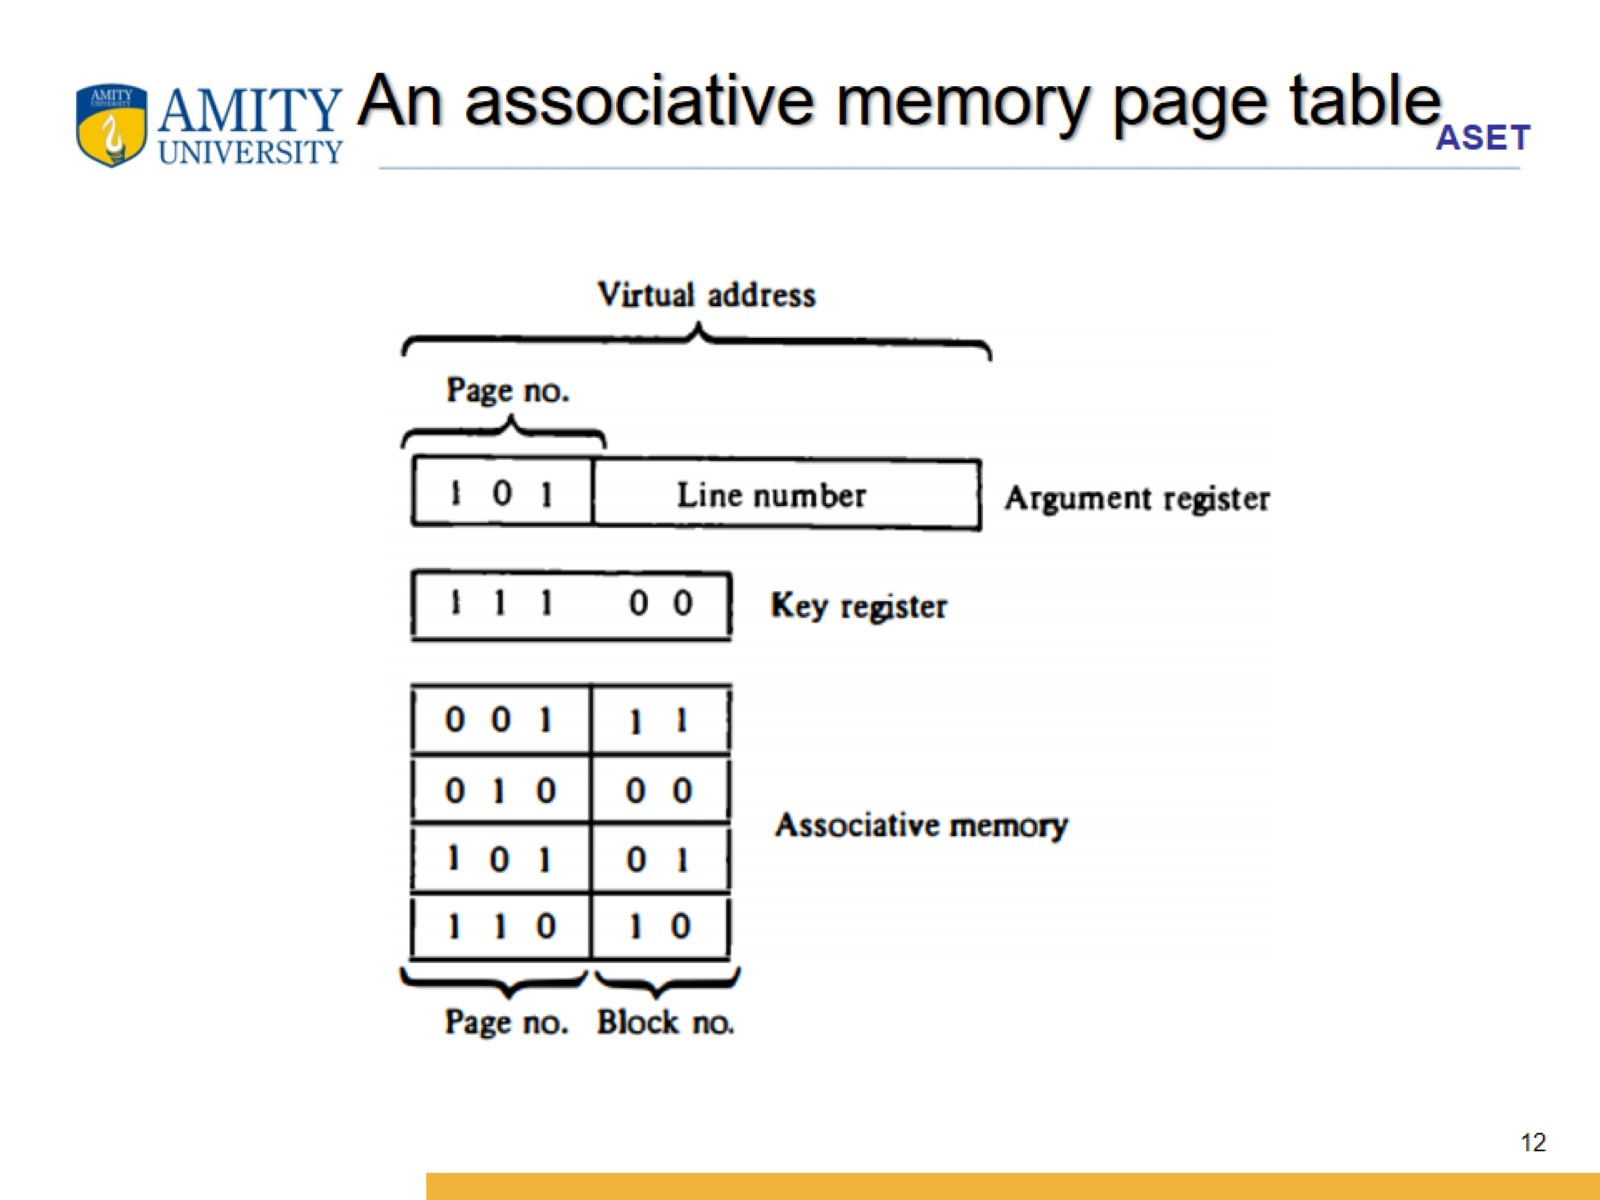 AMITY
AMITY
UNIVERSITY
An associative memory page table
ASET
Virtual address
Page no.
1 0 1 Line number Argument register
1 1 1 0 0 Key register
0 0 1 1 1
0 1 0 0 0
Associative memory
1 0 1 0 1
1 1 0 1 0
Page no. Block no.
12